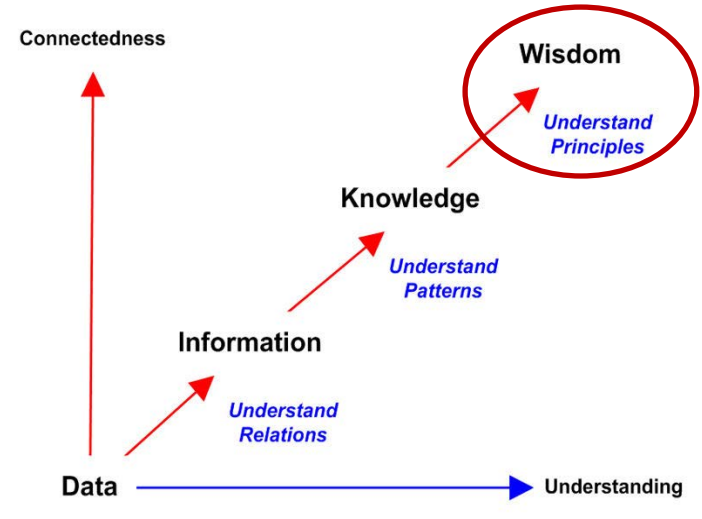 Connectedness
Wisdom
Understand
Principles
Knowledge
Understand
Patterns
Information
Understand
Relations
Data
Understanding